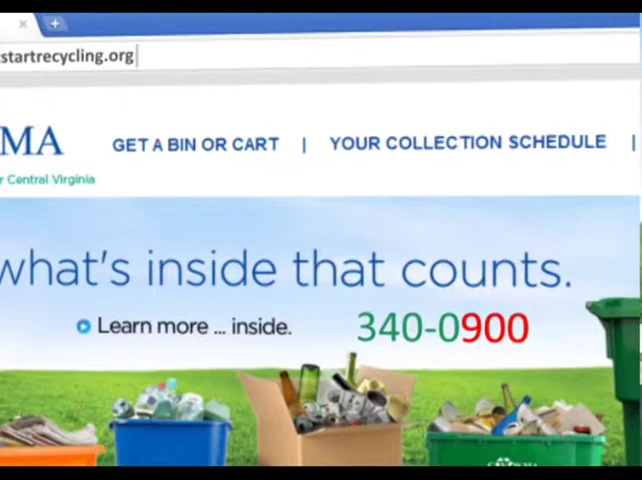 startrecycling.org
MA
GET A BIN OR CART | YOUR COLLECTION SCHEDULE |
r Central Virginia
what's inside that counts.
Learn more ... inside.
340-0900